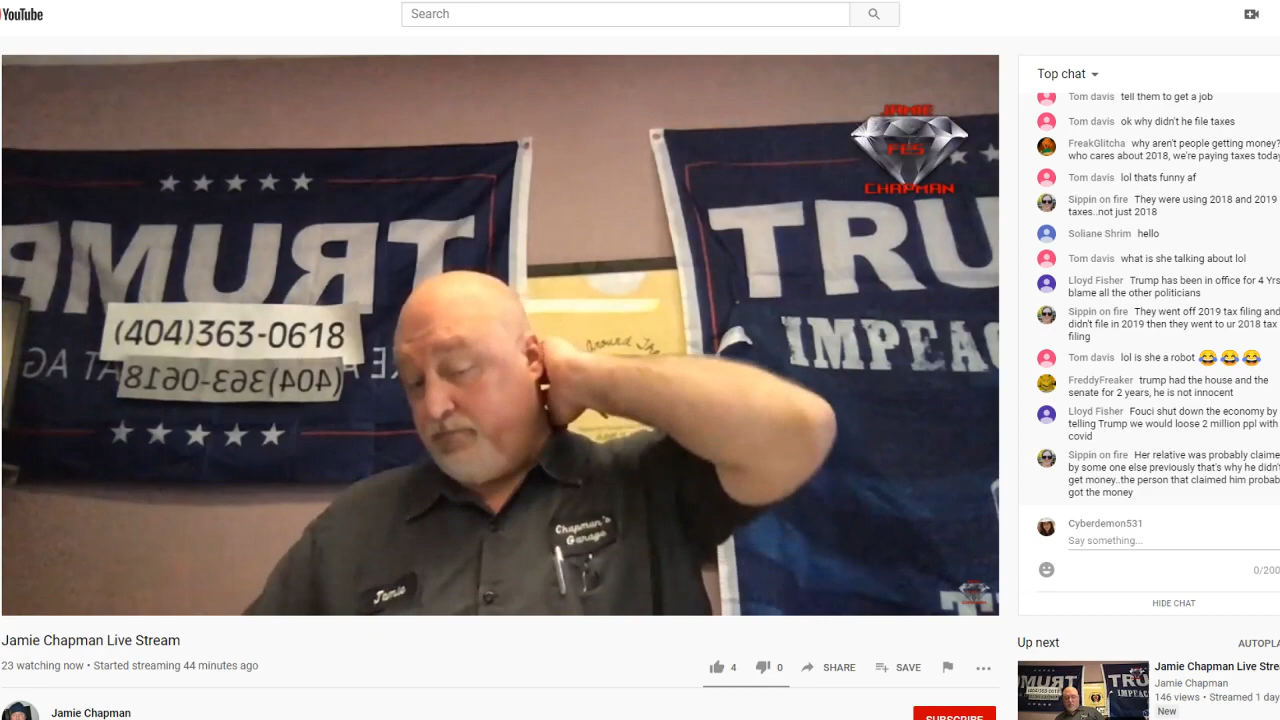 YouTube
Search
TRUMP
(404)363-0618
(404)363-0618
JAMIE
FES
CHAPMAN
TRU
IMPEAC
Around
Chapman's
Garage
Jamie
T
Top chat
Tom davis tell them to get a job
Tom davis ok why didn't he file taxes
FreakGlitcha why aren't people getting money?
who cares about 2018, we're paying taxes today
Tom davis lol thats funny af
Sippin on fire They were using 2018 and 2019
taxes..not just 2018
Soliane Shrim hello
Tom davis what is she talking about lol
Lloyd Fisher Trump has been in office for 4 Yrs
blame all the other politicians
Sippin on fire They went off 2019 tax filing and
didn't file in 2019 then they went to ur 2018 tax
filing
Tom davis lol is she a robot 😂 😂 😂
FreddyFreaker trump had the house and the
senate for 2 years, he is not innocent
Lloyd Fisher Fouci shut down the economy by
telling Trump we would loose 2 million ppl with
covid
Sippin on fire Her relative was probably claime
by some one else previously that's why he didn'
get money..the person that claimed him probab
got the money
Cyberdemon531
Say something...
0/200
HIDE CHAT
Jamie Chapman Live Stream
23 watching now • Started streaming 44 minutes ago
4
0
SHARE
SAVE
Jamie Chapman
SUBSCRIBE
Up next
AUTOPLA
Jamie Chapman Live Stre
Jamie Chapman
146 views • Streamed 1 day
New